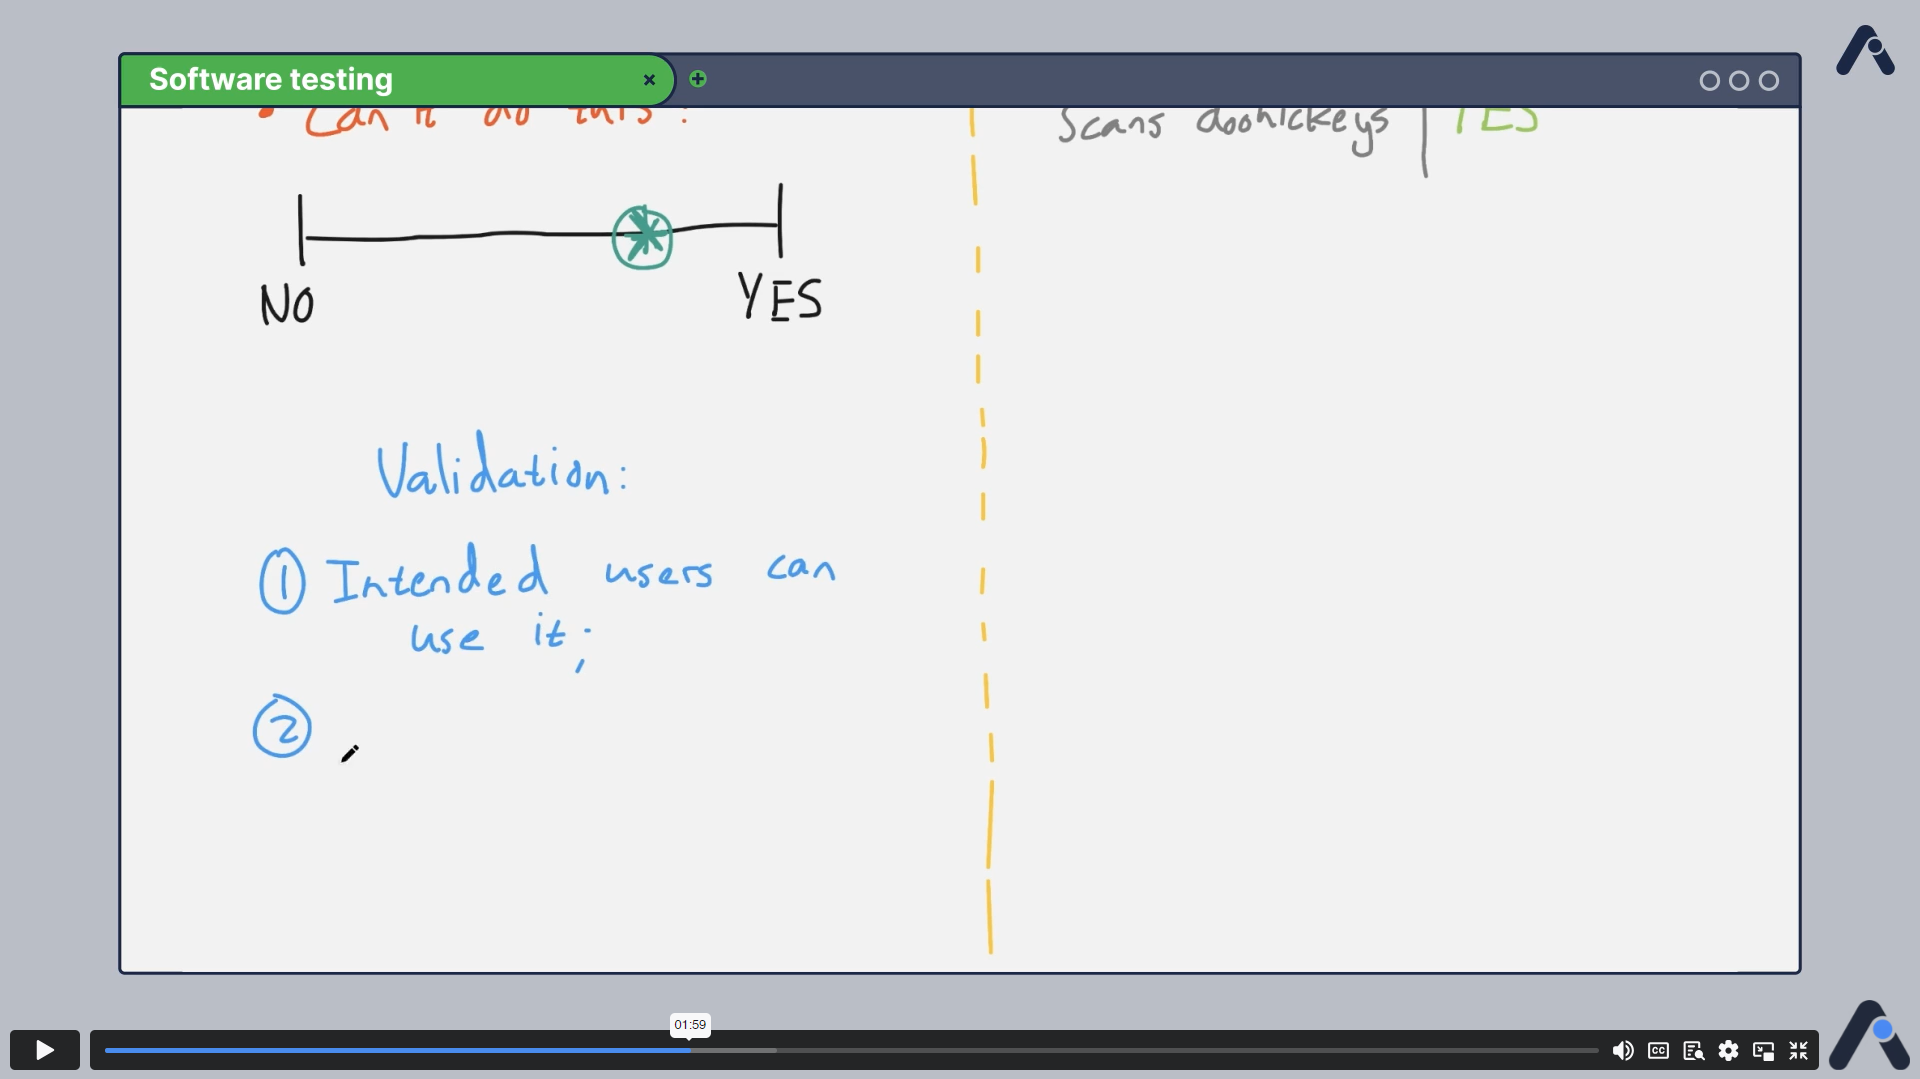 Software testing
• Can it do this?
Scans doohickeys | YES
NO
YES
Validation:
① Intended users can
use it;
②
01:59
CC